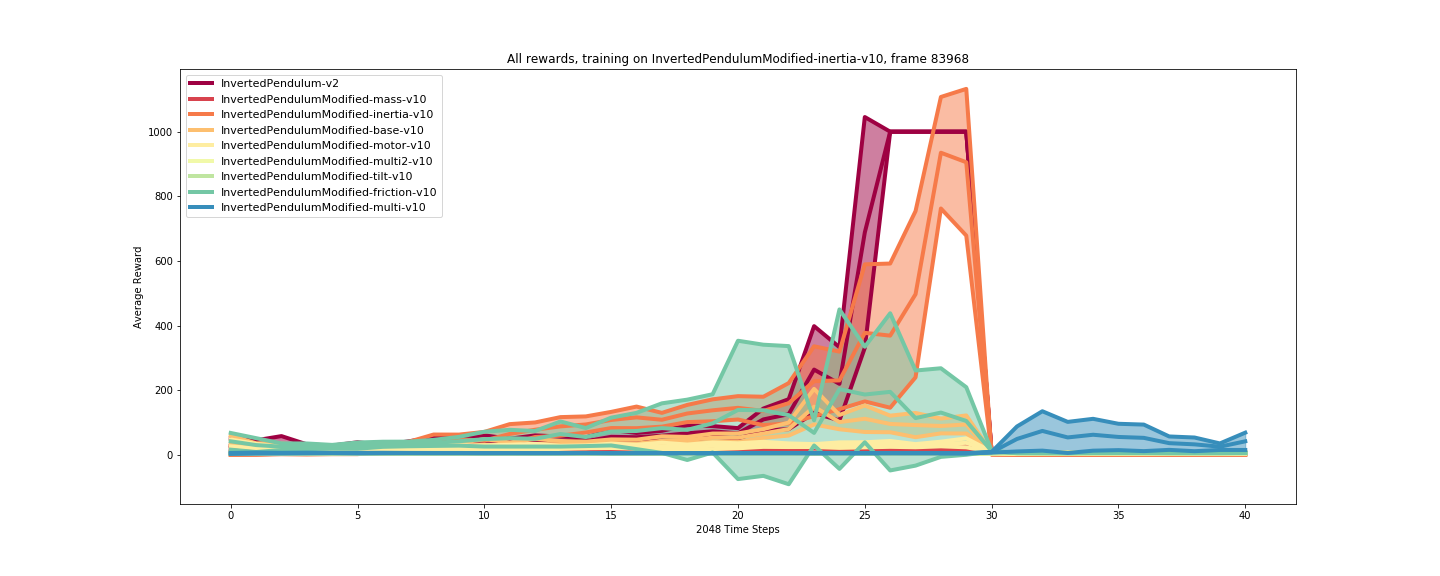 All rewards, training on InvertedPendulumModified-inertia-v10, frame 83968
InvertedPendulum-v2
InvertedPendulumModified-mass-v10
InvertedPendulumModified-inertia-v10
InvertedPendulumModified-base-v10
InvertedPendulumModified-motor-v10
InvertedPendulumModified-multi2-v10
InvertedPendulumModified-tilt-v10
InvertedPendulumModified-friction-v10
InvertedPendulumModified-multi-v10
Average Reward
1000
800
600
400
200
0
0 5 10 15 20 25 30 35 40
2048 Time Steps